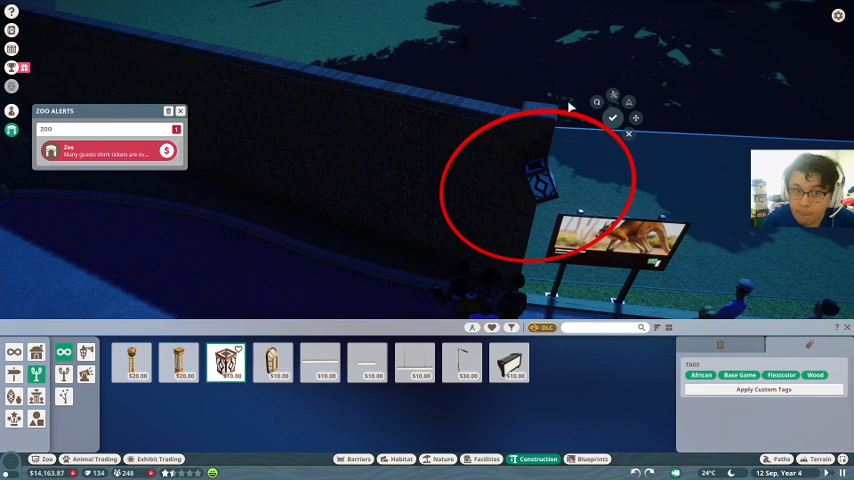 ZOO ALERTS
ZOO 1
Zoo
Many guests think tickets are ov... $
DLC
$20.00 $20.00 $10.00 $10.00 $10.00 $10.00 $10.00 $30.00 $10.00
TAGS
African Base Game Flexicolor Wood
Apply Custom Tags
Zoo Animal Trading Exhibit Trading Barriers Habitat Nature Facilities Construction Blueprints Paths Terrain
$14,163.87 134 248 24°C 12 Sep, Year 4